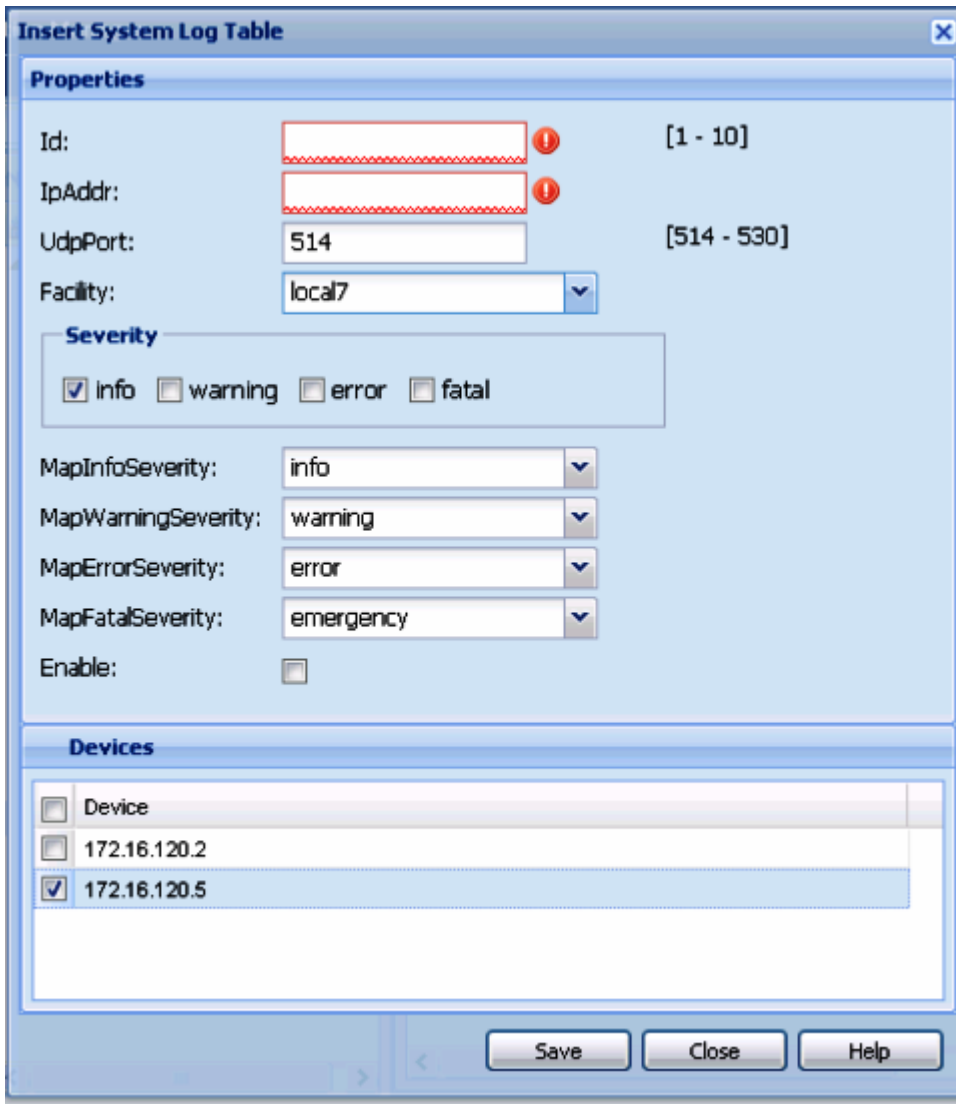 Insert System Log Table
Properties
Id: [1 - 10]
IpAddr:
UdpPort: 514 [514 - 530]
Facility: local7
Severity
info warning error fatal
MapInfoSeverity: info
MapWarningSeverity: warning
MapErrorSeverity: error
MapFatalSeverity: emergency
Enable:
Devices
Device
172.16.120.2
172.16.120.5
Save Close Help